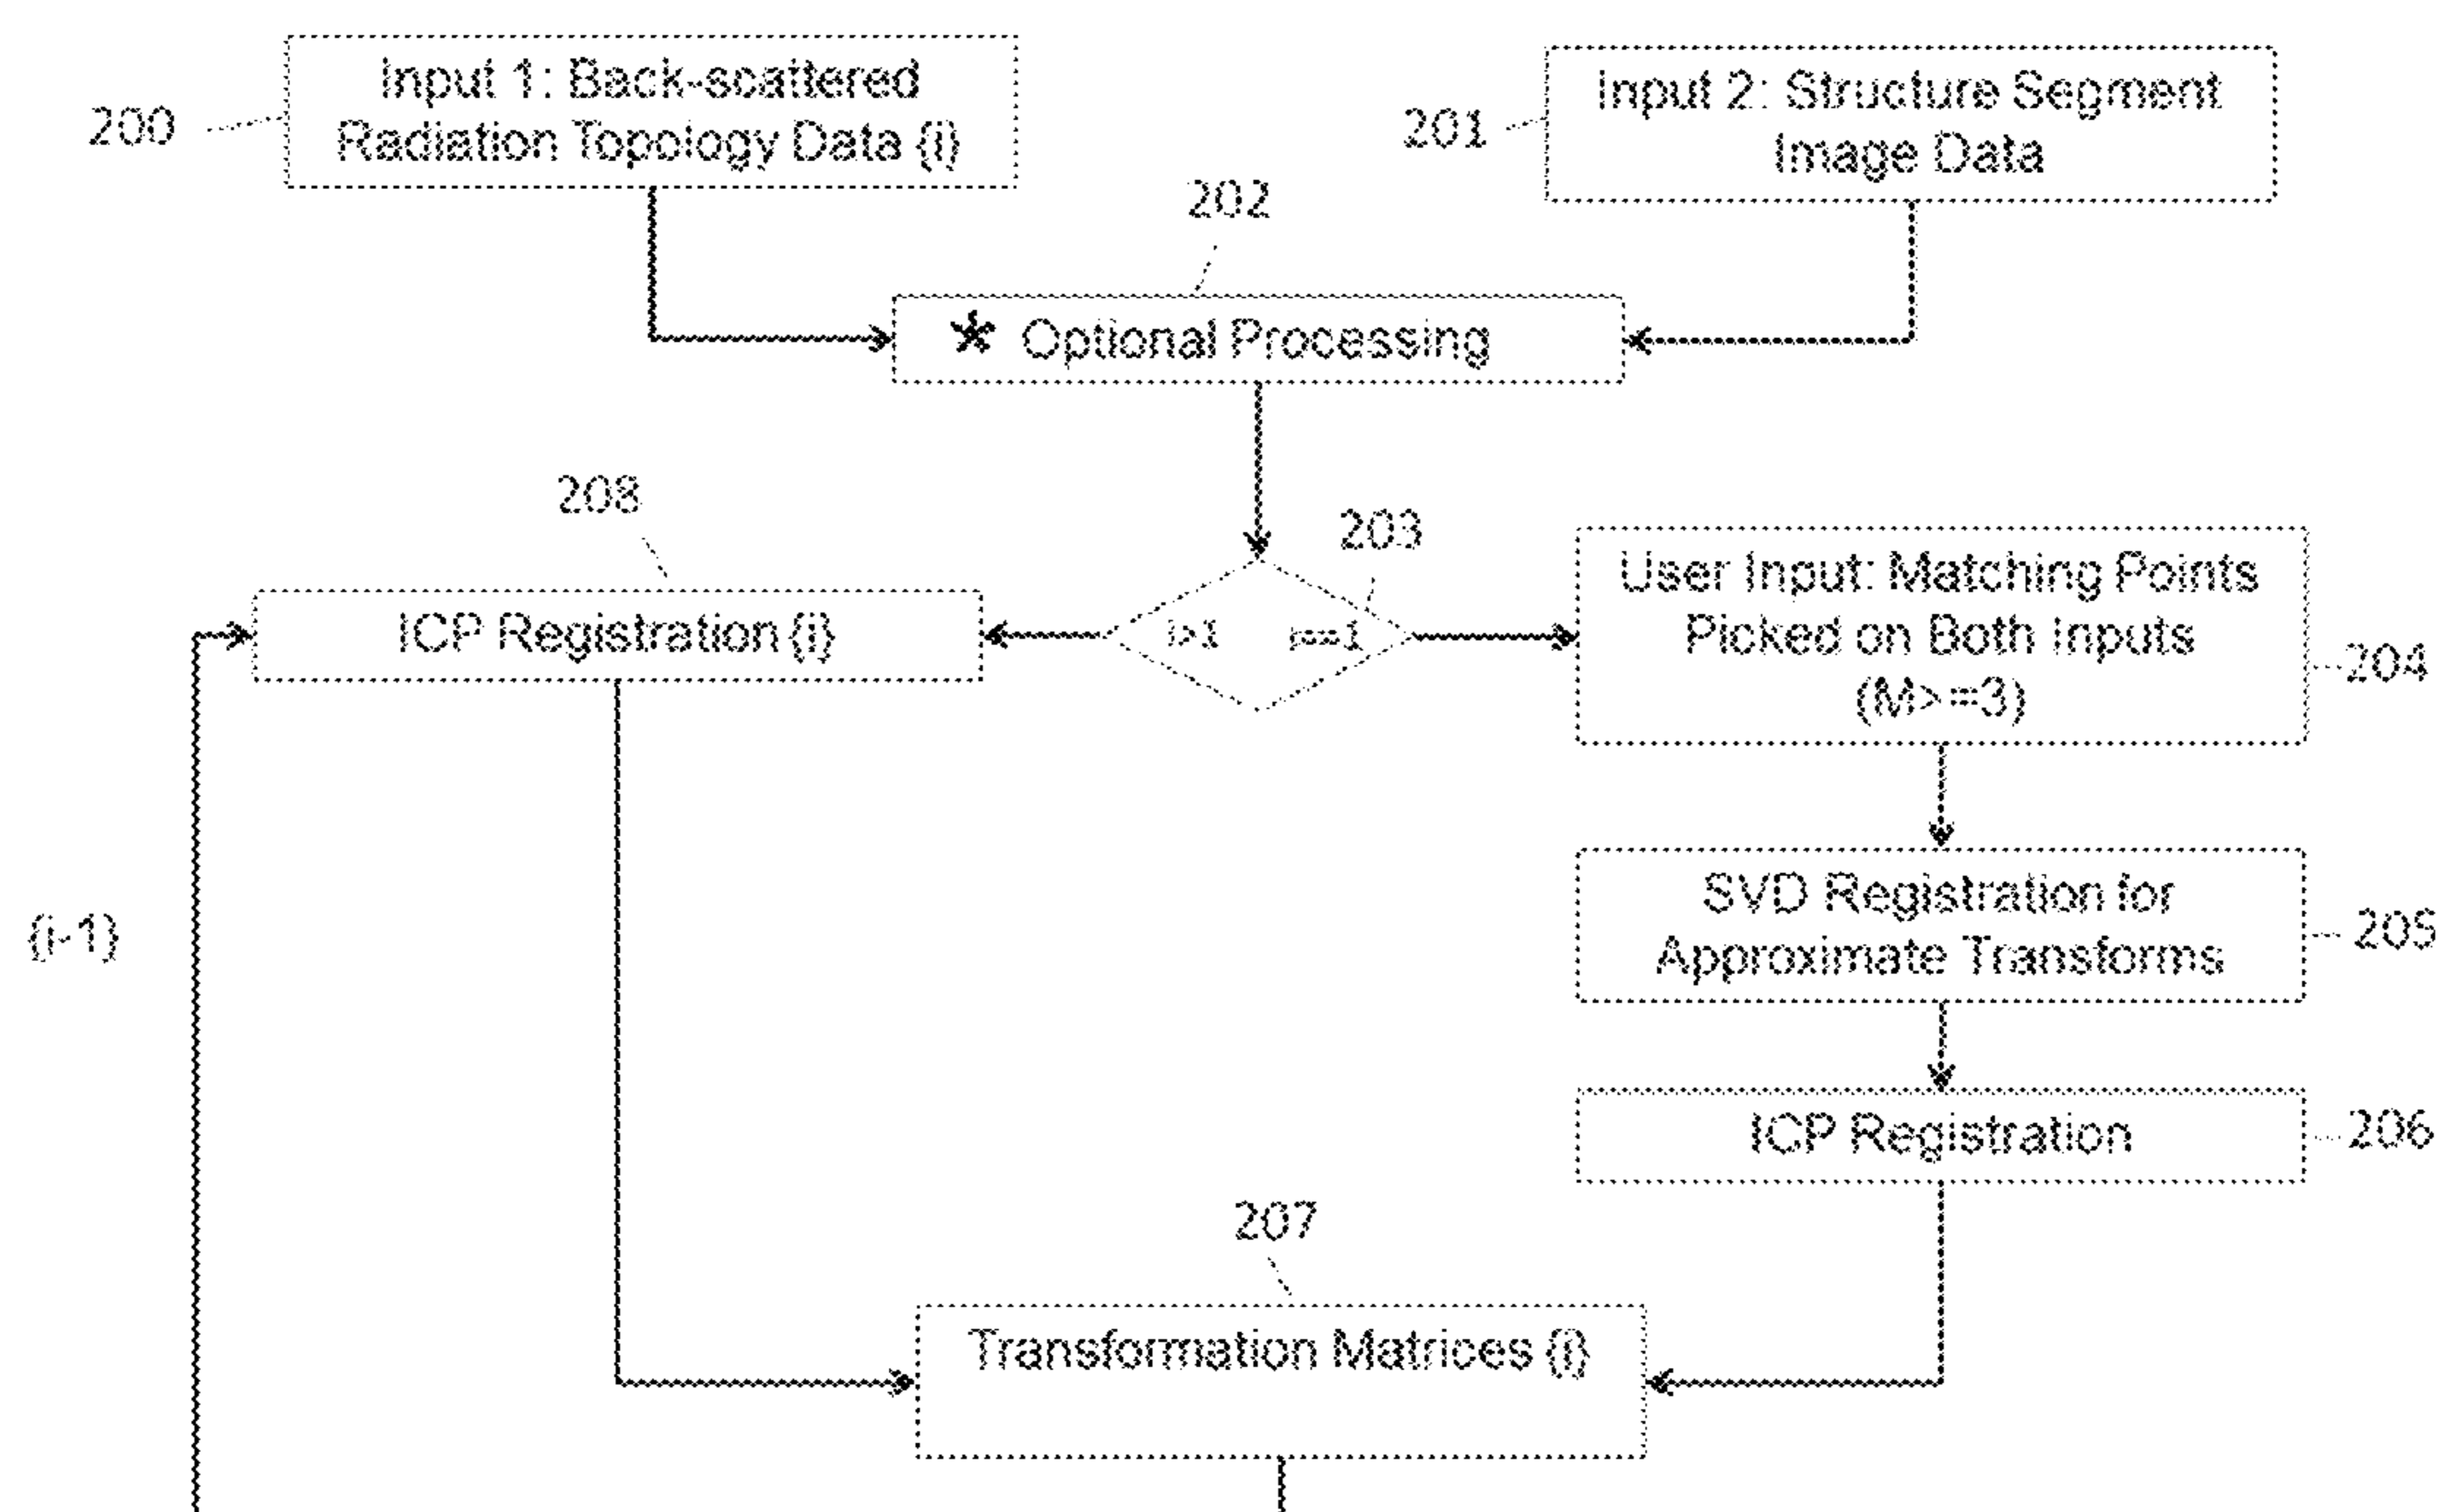 Input 1: Back-scattered
Radiation Topology Data {i}
200
Input 2: Structure Segment
Image Data
201
202
* Optional Processing
208
ICP Registration {i}
203
i>1 i==1
User Input: Matching Points
Picked on Both Inputs
(M>=3)
204
SVD Registration for
Approximate Transforms
205
{i-1}
ICP Registration
206
207
Transformation Matrices {i}